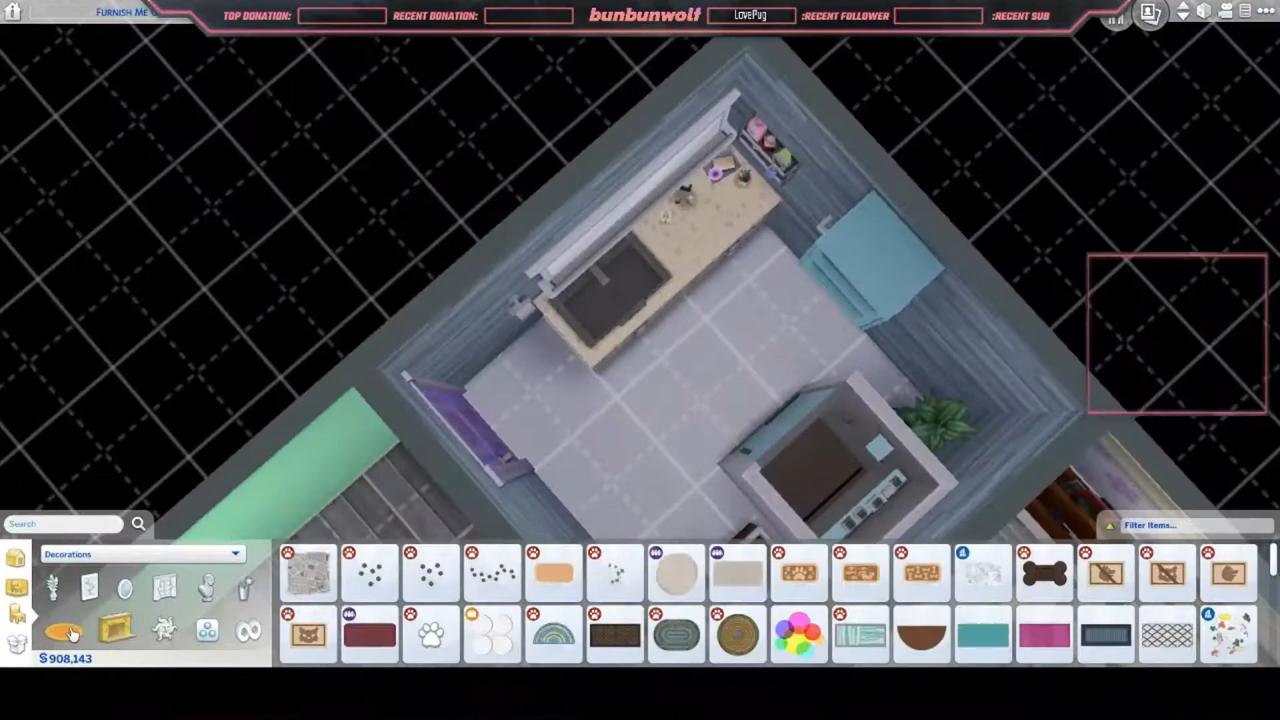 FURNISH ME
TOP DONATION:
RECENT DONATION:
bunbunwolf
LovePug
:RECENT FOLLOWER
:RECENT SUB
Search
Filter Items...
Decorations
§908,143